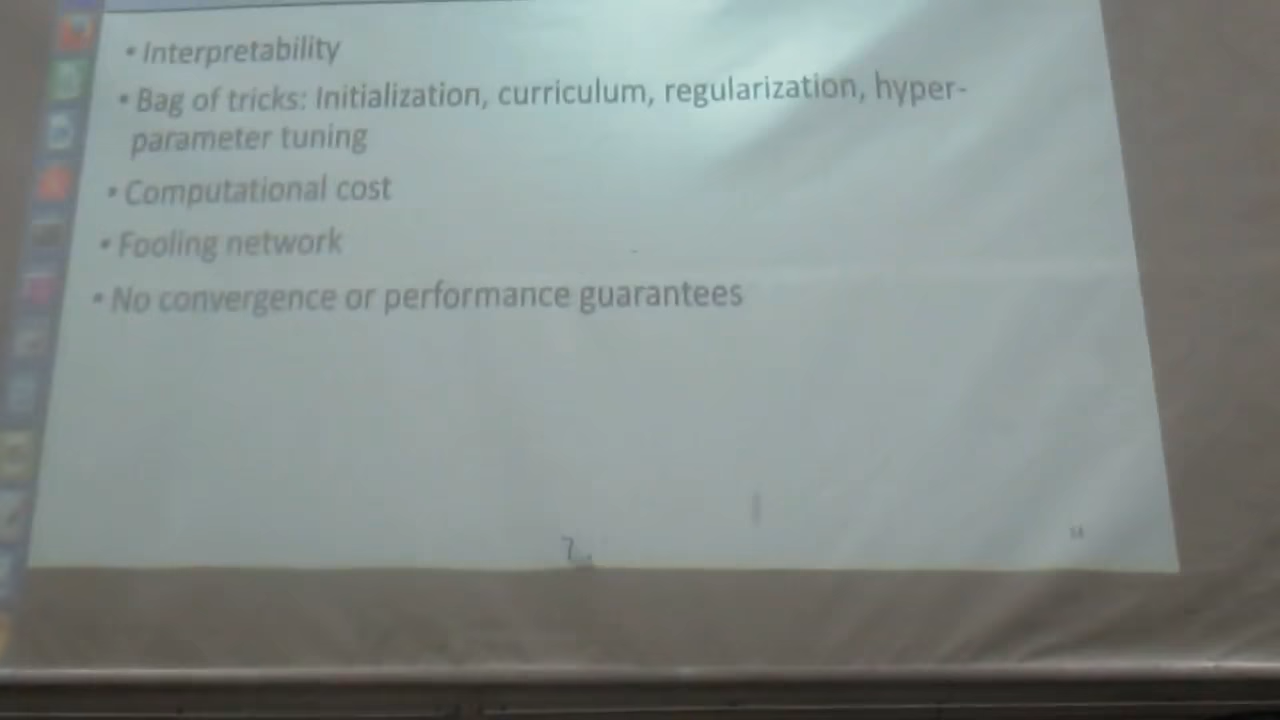 • Interpretability
• Bag of tricks: Initialization, curriculum, regularization, hyper-
parameter tuning
• Computational cost
• Fooling network
• No convergence or performance guarantees